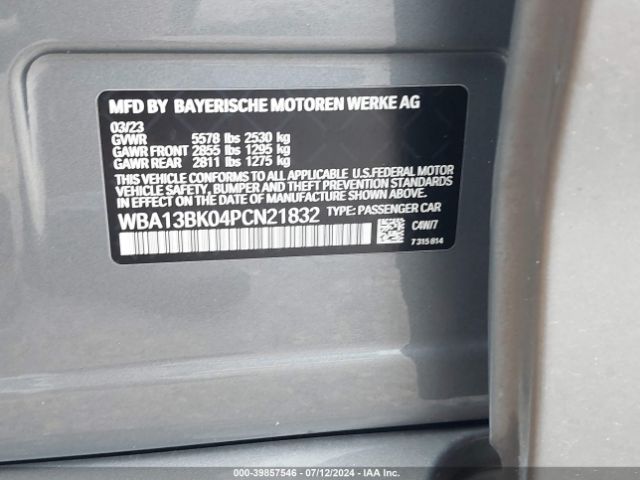 MFD BY BAYERISCHE MOTOREN WERKE AG
03/23
GVWR 5578 lbs 2530 kg
GAWR FRONT 2855 lbs 1295 kg
GAWR REAR 2811 lbs 1275 kg
THIS VEHICLE CONFORMS TO ALL APPLICABLE U.S.FEDERAL MOTOR
VEHICLE SAFETY, BUMPER AND THEFT PREVENTION STANDARDS
IN EFFECT ON THE DATE OF MANUFACTURE SHOWN ABOVE.
WBA13BK04PCN21832 TYPE: PASSENGER CAR
C4W/7
7315814
000-39857546 - 07/12/2024 - IAA Inc.